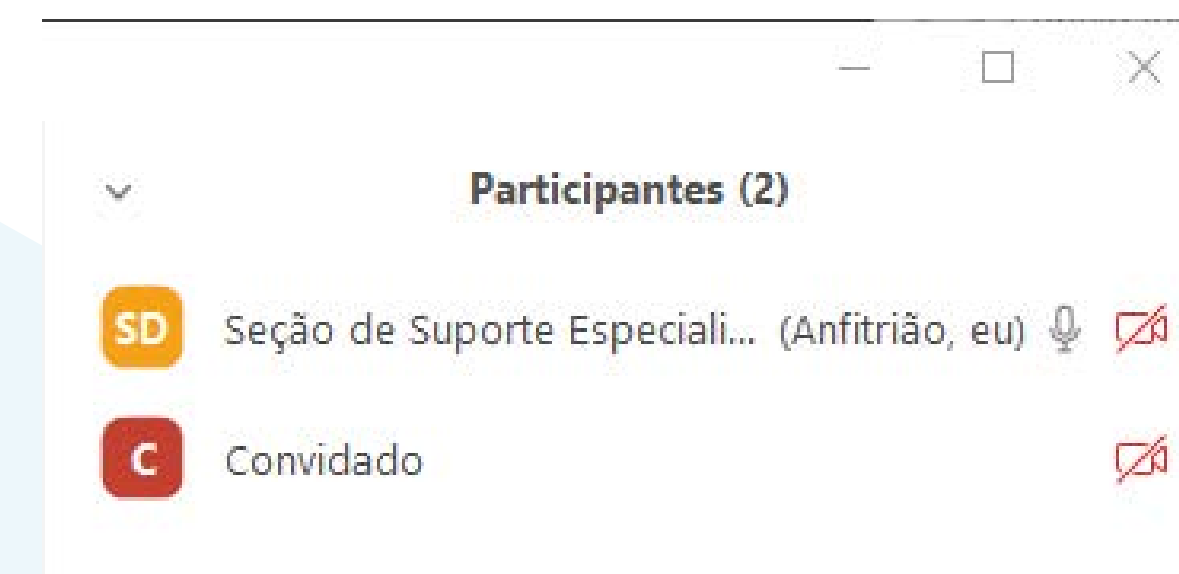 Participantes (2)
SD Seção de Suporte Especiali... (Anfitrião, eu)
C Convidado